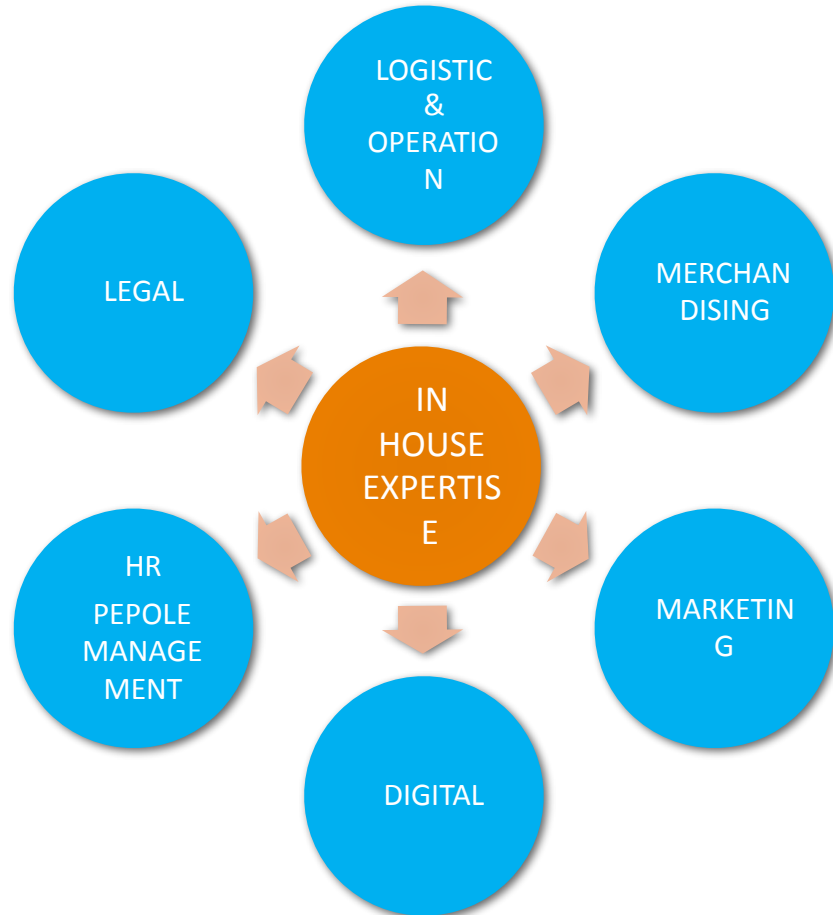 LOGISTIC
&
OPERATIO
N
MERCHAN
DISING
MARKETIN
G
DIGITAL
HR
PEPOLE
MANAGE
MENT
LEGAL
IN
HOUSE
EXPERTIS
E